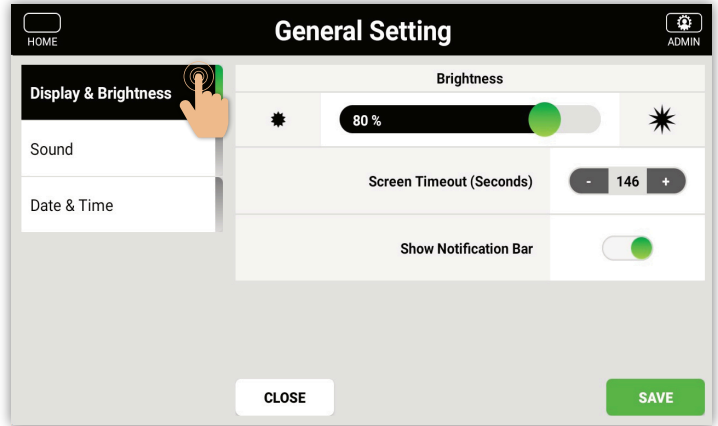 HOME
General Setting
ADMIN
Display & Brightness
Sound
Date & Time
Brightness
80 %
Screen Timeout (Seconds)
- 146 +
Show Notification Bar
CLOSE
SAVE